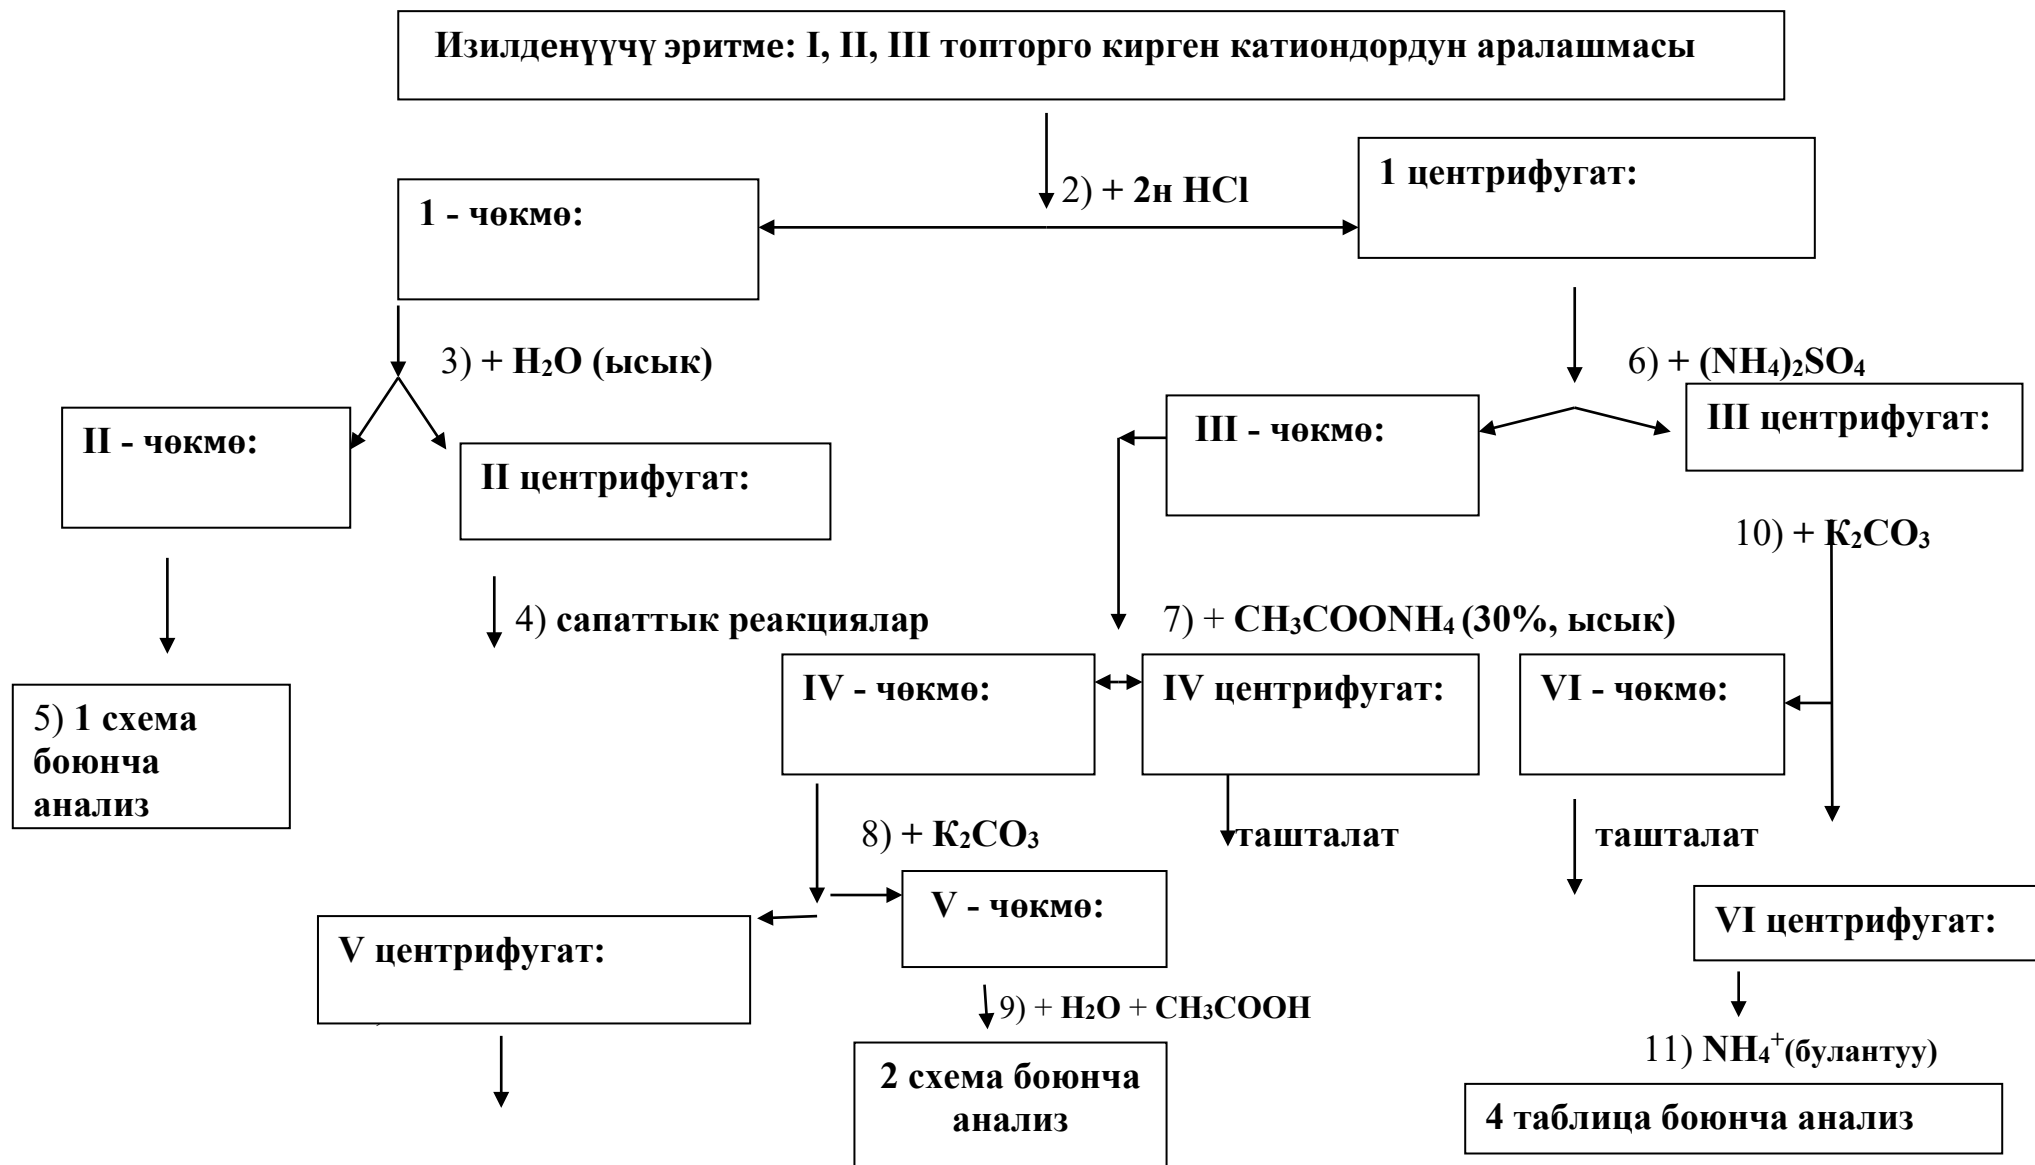 Изилденүүчү эритме: I, II, III топторго кирген катиондордун аралашмасы
2) + 2н HCl
1 центрифугат:
1 - чөкмө:
3) + H₂O (ысык)
6) + (NH₄)₂SO₄
II - чөкмө:
II центрифугат:
III - чөкмө:
III центрифугат:
10) + K₂CO₃
4) сапаттык реакциялар
7) + CH₃COONH₄ (30%, ысык)
5) 1 схема
боюнча
анализ
IV - чөкмө:
IV центрифугат:
VI - чөкмө:
8) + K₂CO₃
ташталат
ташталат
V центрифугат:
V - чөкмө:
VI центрифугат:
9) + H₂O + CH₃COOH
11) NH₄⁺(булантуу)
2 схема боюнча
анализ
4 таблица боюнча анализ